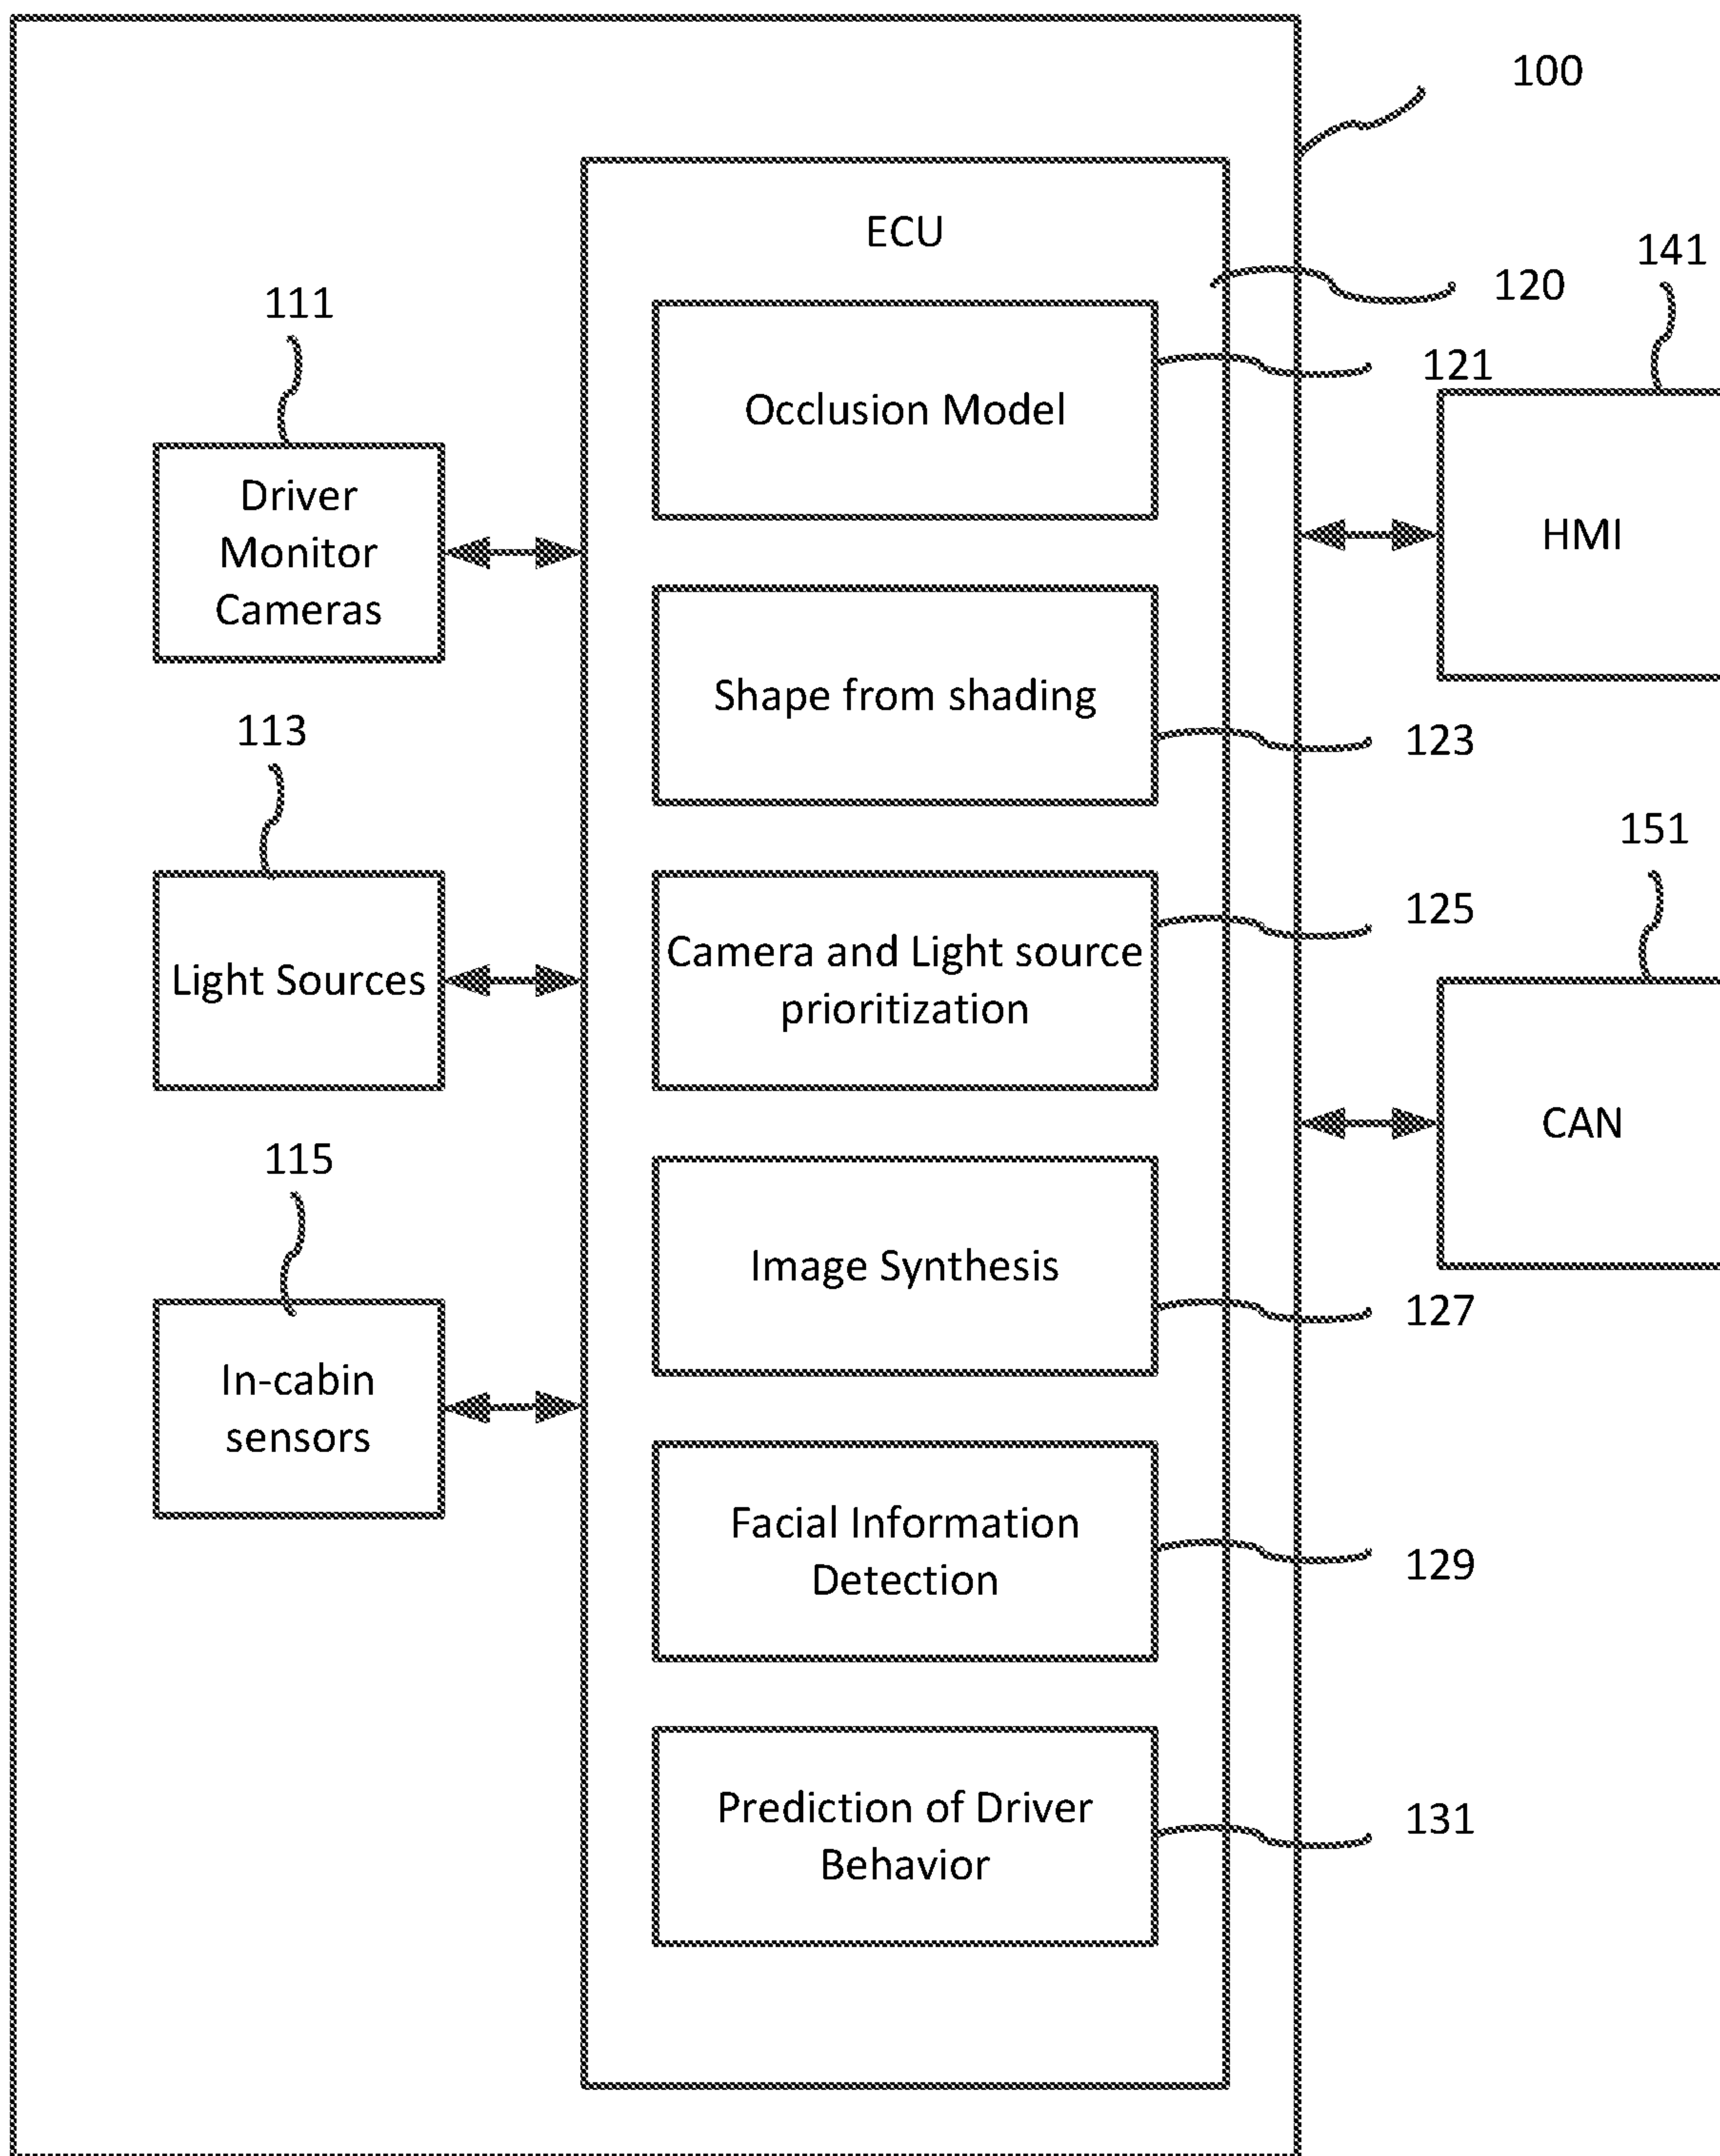 100
ECU
141
120
111
121
Occlusion Model
Driver
Monitor
Cameras
HMI
Shape from shading
113
123
151
125
Camera and Light source
prioritization
Light Sources
CAN
115
Image Synthesis
127
In-cabin
sensors
Facial Information
Detection
129
Prediction of Driver
Behavior
131